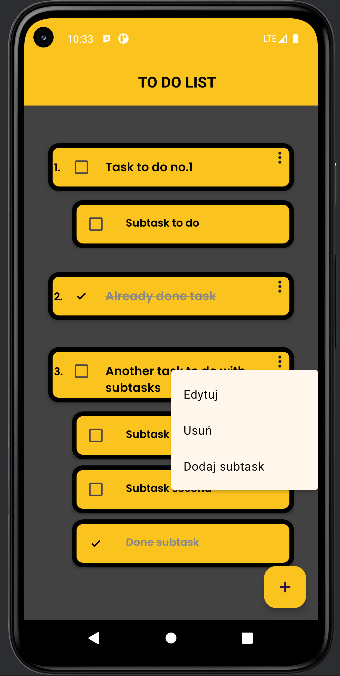 10:33
LTE
TO DO LIST
1. Task to do no.1
Subtask to do
2. Already done task
3. Another task to do with
subtasks
Edytuj
Usuń
Dodaj subtask
Subtask
Subtask second
Done subtask
+